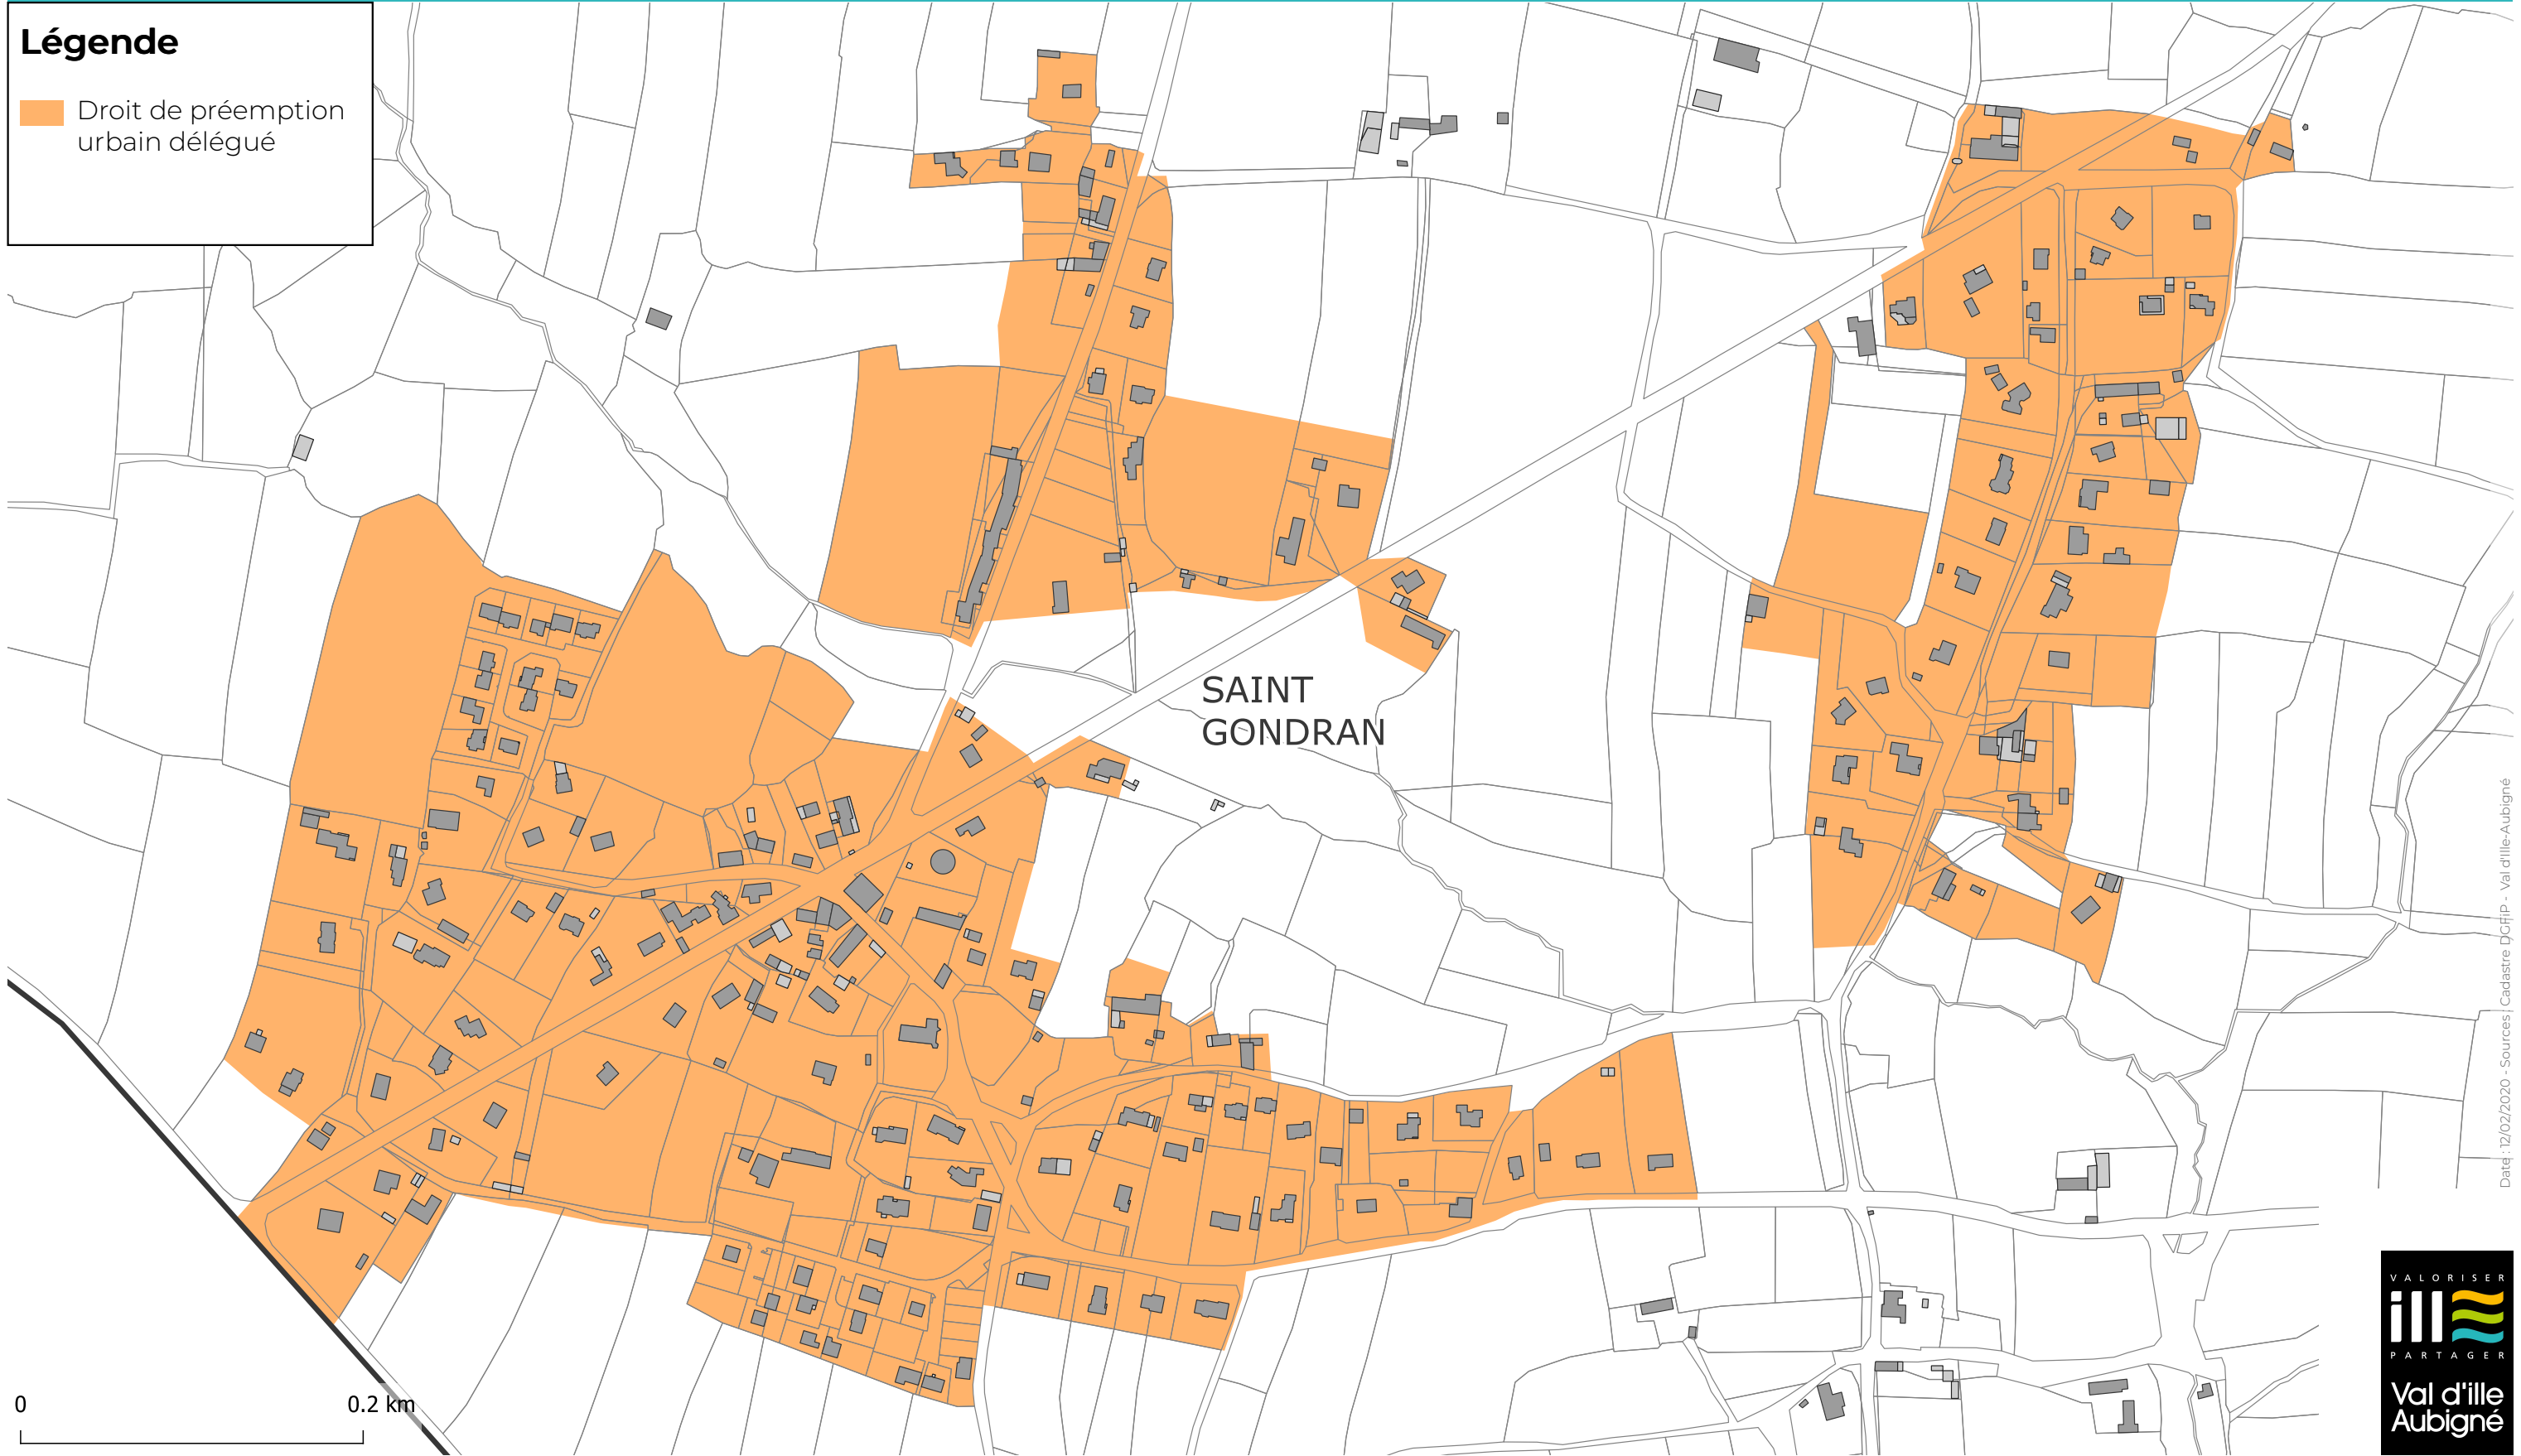 Légende
Droit de préemption
urbain délégué
SAINT
GONDRAN
Date : 12/02/2020 - Sources: Cadastre DGFiP - Val d'Ille-Aubigné
0
0.2 km
VALORISER
ill
PARTAGER
Val d'ille
Aubigné